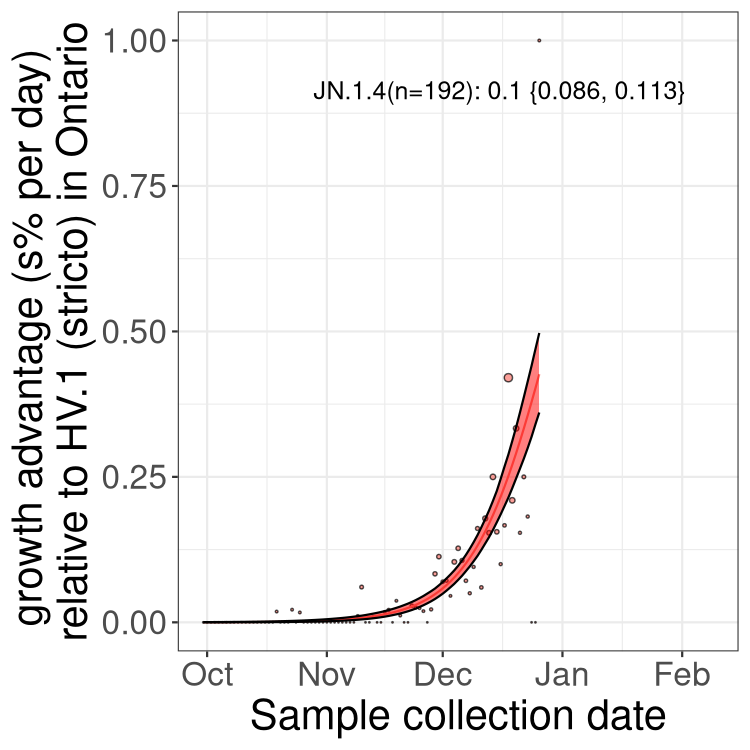 growth advantage (s% per day)
relative to HV.1 (stricto) in Ontario
1.00
0.75
0.50
0.25
0.00
JN.1.4(n=192): 0.1 {0.086, 0.113}
Oct Nov Dec Jan Feb
Sample collection date